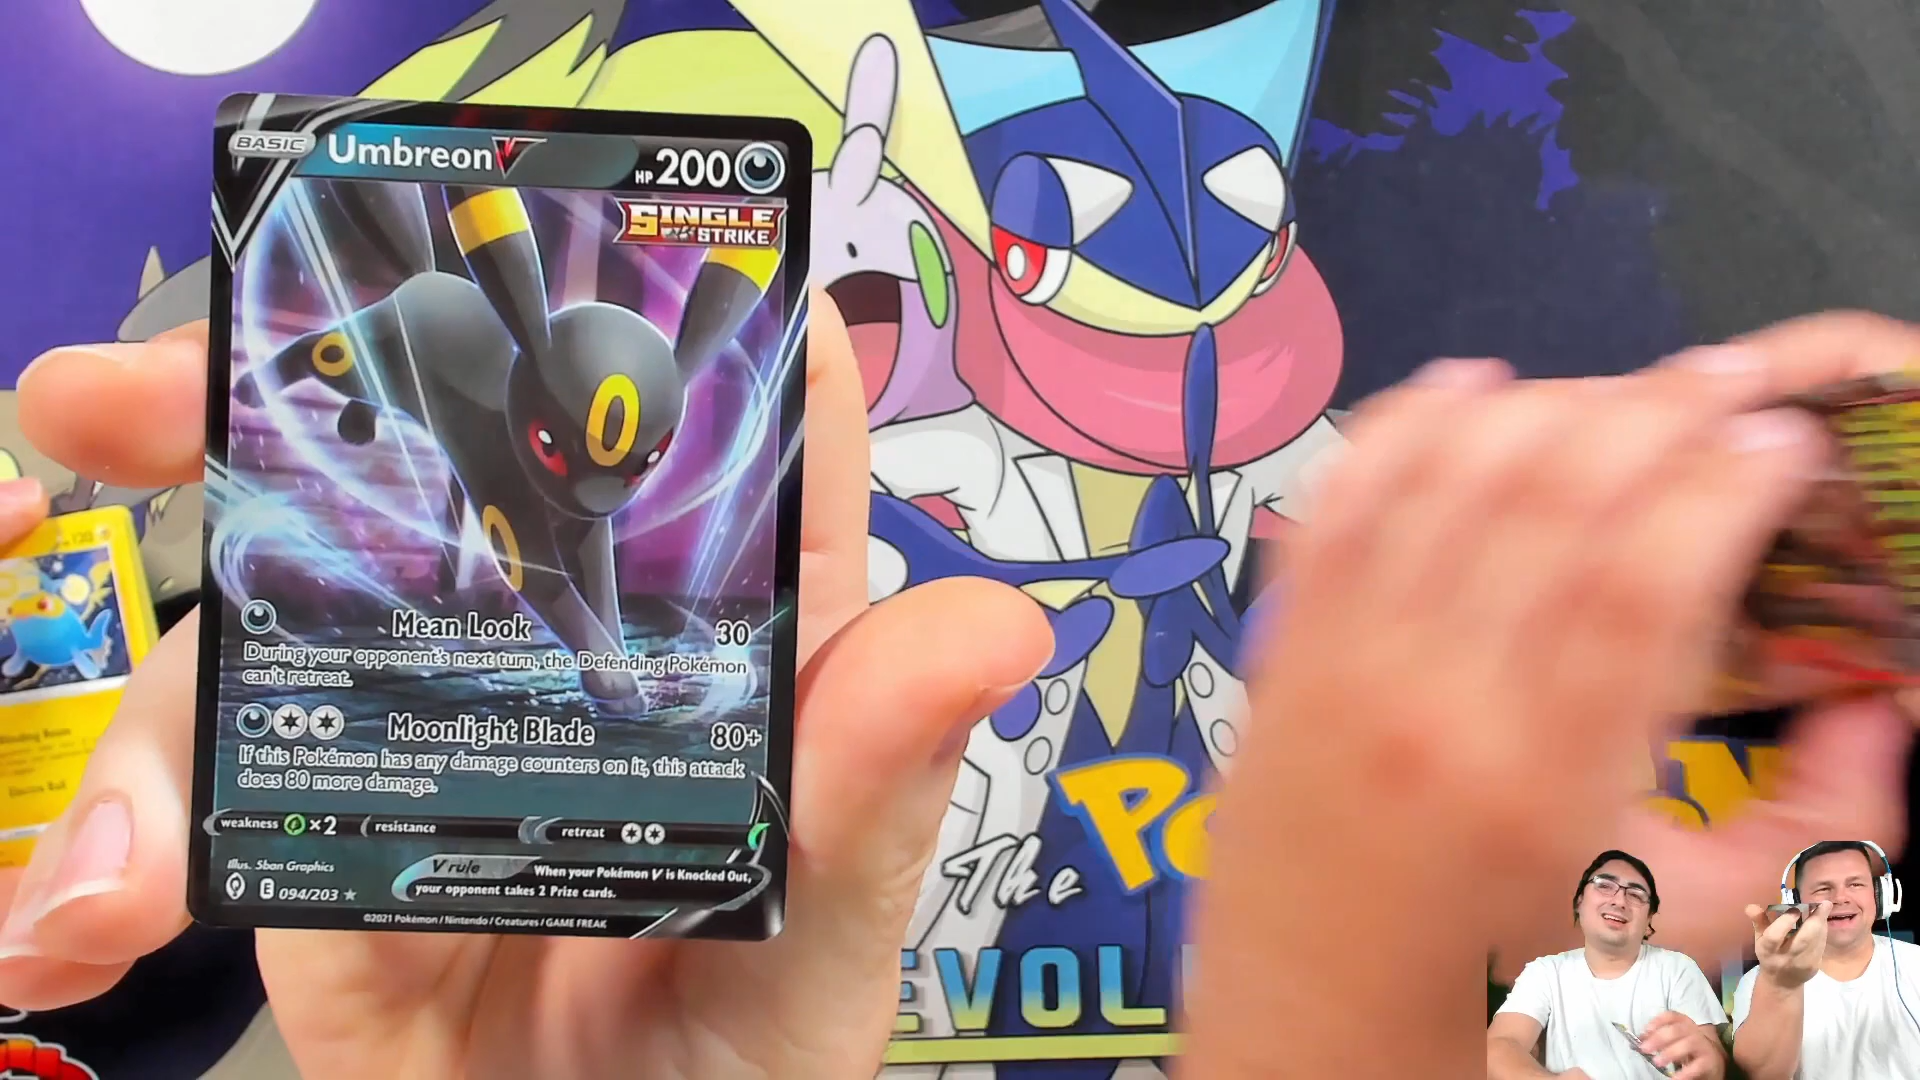 BASIC Umbreon V HP 200
SINGLE
STRIKE
Mean Look 30
During your opponent's next turn, the Defending Pokémon
can't retreat.
Moonlight Blade 80+
If this Pokémon has any damage counters on it, this attack
does 80 more damage.
weakness ×2 resistance retreat
Illus. 5ban Graphics
V rule When your Pokémon V is Knocked Out,
your opponent takes 2 Prize cards.
E 094/203
©2021 Pokémon / Nintendo / Creatures / GAME FREAK
Electro Ball
The
EVOL